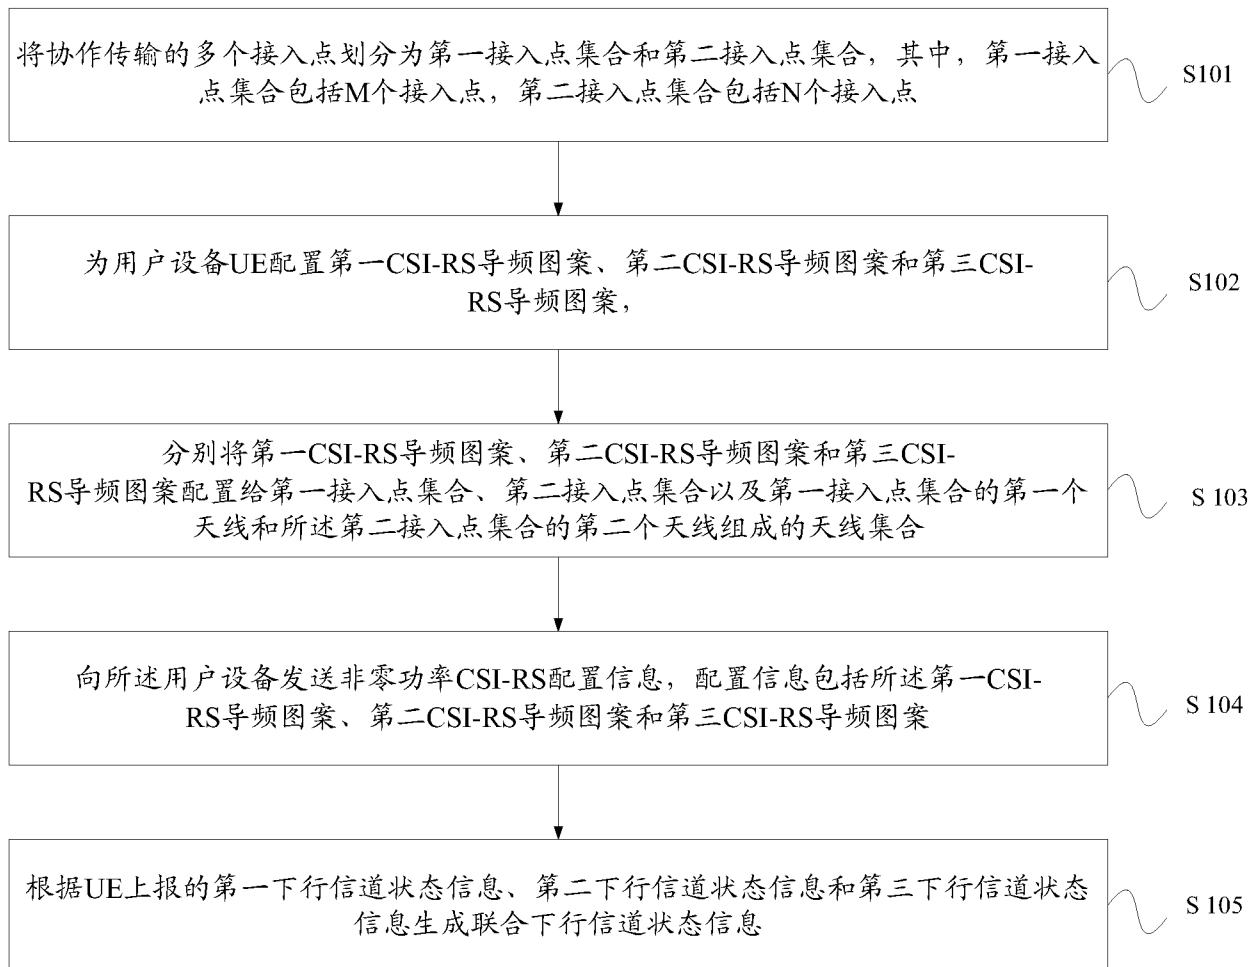 将协作传输的多个接入点划分为第一接入点集合和第二接入点集合，其中，第一接入
点集合包括M个接入点，第二接入点集合包括N个接入点
S101
为用户设备UE配置第一CSI-RS导频图案、第二CSI-RS导频图案和第三CSI-
RS导频图案，
S102
分别将第一CSI-RS导频图案、第二CSI-RS导频图案和第三CSI-
RS导频图案配置给第一接入点集合、第二接入点集合以及第一接入点集合的第一个
天线和所述第二接入点集合的第二个天线组成的天线集合
S 103
向所述用户设备发送非零功率CSI-RS配置信息，配置信息包括所述第一CSI-
RS导频图案、第二CSI-RS导频图案和第三CSI-RS导频图案
S 104
根据UE上报的第一下行信道状态信息、第二下行信道状态信息和第三下行信道状态
信息生成联合下行信道状态信息
S 105